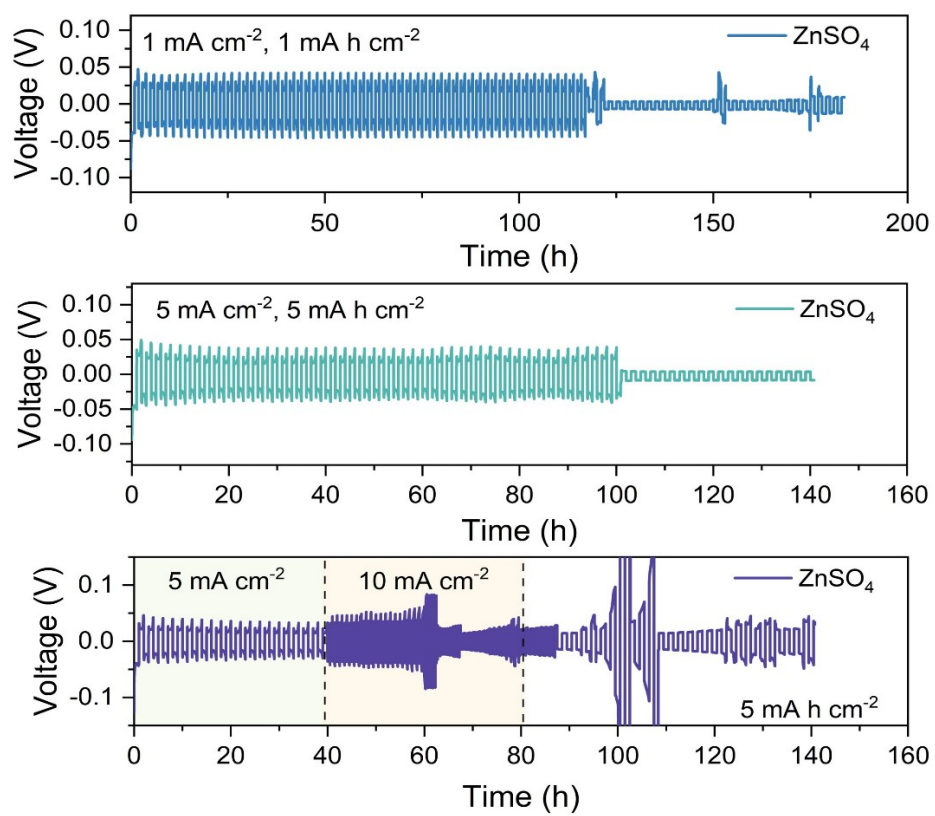 1 mA cm-2, 1 mA h cm-2
ZnSO4
Voltage (V)
0.10
0.05
0.00
-0.05
-0.10
0 50 100 150 200
Time (h)
5 mA cm-2, 5 mA h cm-2
ZnSO4
Voltage (V)
0.10
0.05
0.00
-0.05
-0.10
0 20 40 60 80 100 120 140 160
Time (h)
5 mA cm-2
10 mA cm-2
ZnSO4
Voltage (V)
0.1
0.0
-0.1
5 mA h cm-2
0 20 40 60 80 100 120 140 160
Time (h)